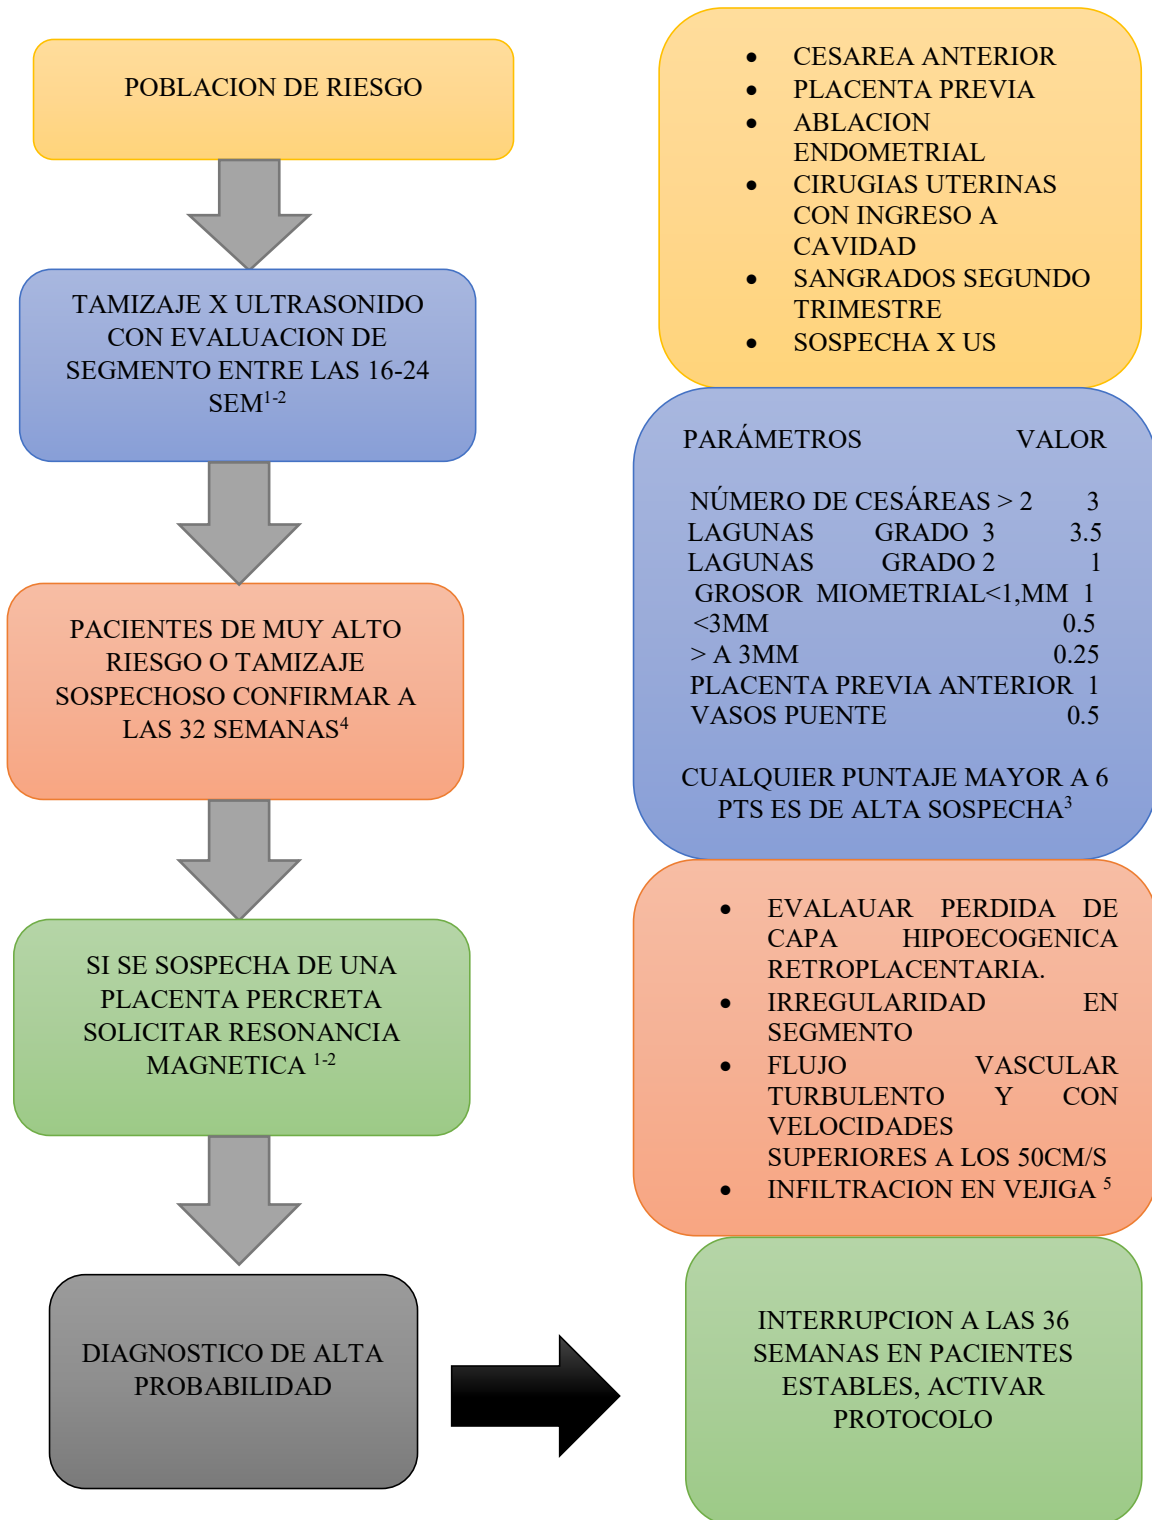 POBLACION DE RIESGO
TAMIZAJE X ULTRASONIDO
CON EVALUACION DE
SEGMENTO ENTRE LAS 16-24
SEM1-2
PACIENTES DE MUY ALTO
RIESGO O TAMIZAJE
SOSPECHOSO CONFIRMAR A
LAS 32 SEMANAS4
SI SE SOSPECHA DE UNA
PLACENTA PERCRETA
SOLICITAR RESONANCIA
MAGNETICA 1-2
DIAGNOSTICO DE ALTA
PROBABILIDAD
• CESAREA ANTERIOR
• PLACENTA PREVIA
• ABLACION
ENDOMETRIAL
• CIRUGIAS UTERINAS
CON INGRESO A
CAVIDAD
• SANGRADOS SEGUNDO
TRIMESTRE
• SOSPECHA X US
PARÁMETROS VALOR
NÚMERO DE CESÁREAS > 2 3
LAGUNAS GRADO 3 3.5
LAGUNAS GRADO 2 1
GROSOR MIOMETRIAL<1,MM 1
<3MM 0.5
> A 3MM 0.25
PLACENTA PREVIA ANTERIOR 1
VASOS PUENTE 0.5
CUALQUIER PUNTAJE MAYOR A 6
PTS ES DE ALTA SOSPECHA3
• EVALAUAR PERDIDA DE
CAPA HIPOECOGENICA
RETROPLACENTARIA.
• IRREGULARIDAD EN
SEGMENTO
• FLUJO VASCULAR
TURBULENTO Y CON
VELOCIDADES
SUPERIORES A LOS 50CM/S
• INFILTRACION EN VEJIGA 5
INTERRUPCION A LAS 36
SEMANAS EN PACIENTES
ESTABLES, ACTIVAR
PROTOCOLO